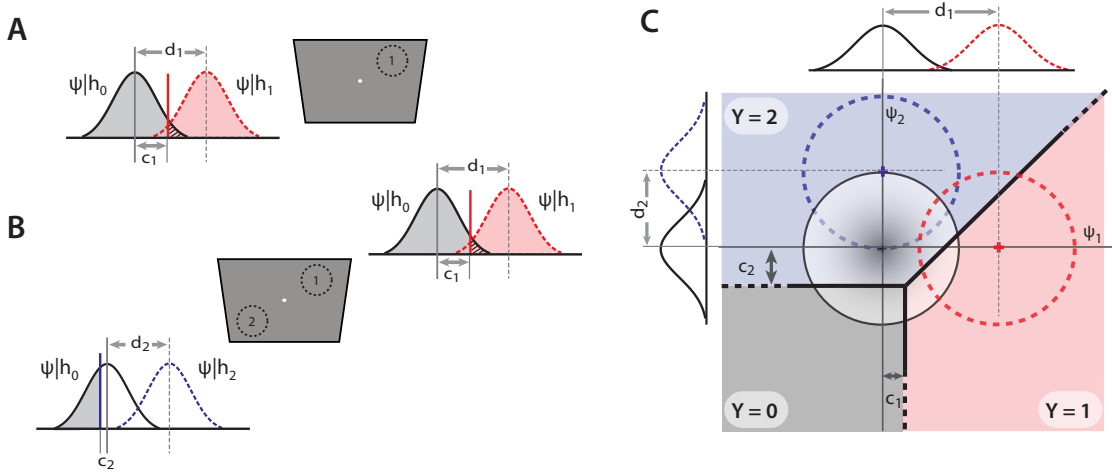 A
d₁
ψ|h₀
ψ|h₁
c₁
1
B
d₁
ψ|h₀
ψ|h₁
c₁
1
2
d₂
ψ|h₀
ψ|h₂
c₂
C
d₁
Y = 2
ψ₂
d₂
ψ₁
c₂
c₁
Y = 0
Y = 1